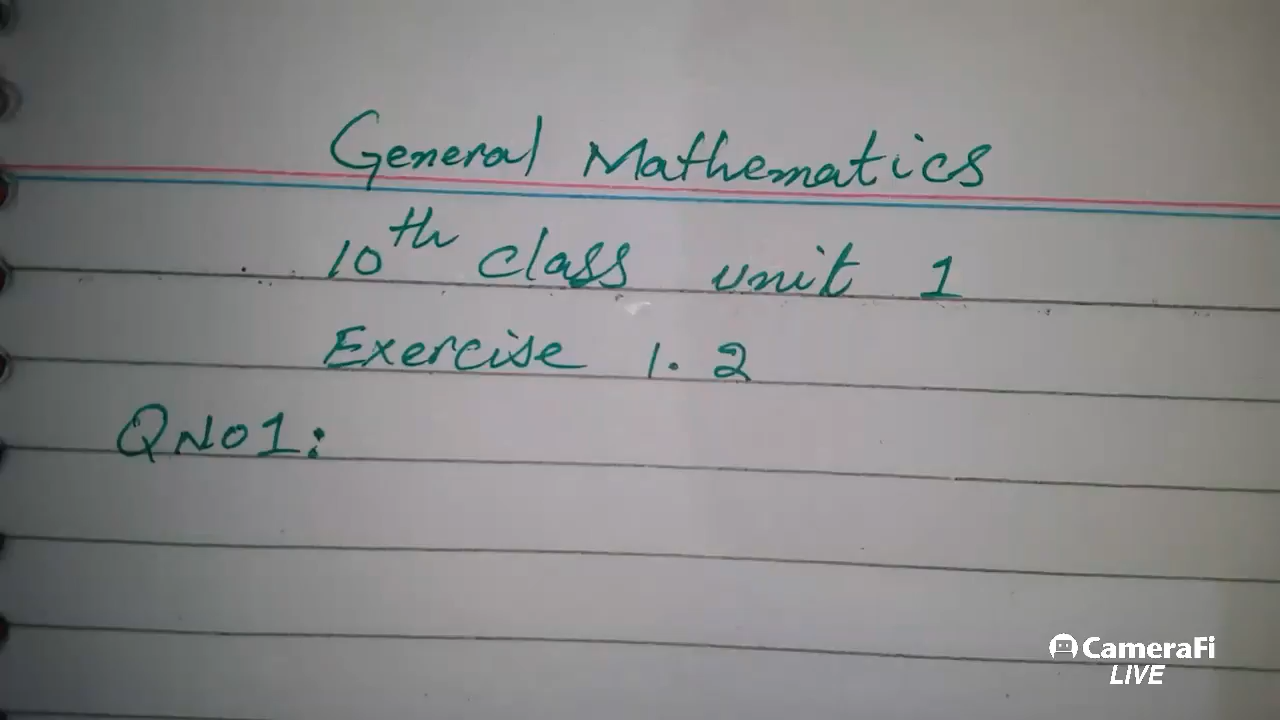 General Mathematics
10th class unit 1
Exercise 1.2
QNo1:
CameraFi
LIVE